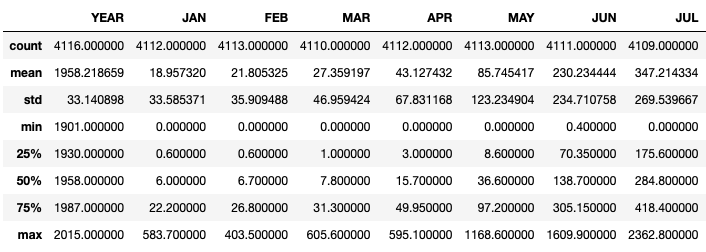 YEAR JAN FEB MAR APR MAY JUN JUL
count 4116.000000 4112.000000 4113.000000 4110.000000 4112.000000 4113.000000 4111.000000 4109.000000
mean 1958.218659 18.957320 21.805325 27.359197 43.127432 85.745417 230.234444 347.214334
std 33.140898 33.585371 35.909488 46.959424 67.831168 123.234904 234.710758 269.539667
min 1901.000000 0.000000 0.000000 0.000000 0.000000 0.000000 0.400000 0.000000
25% 1930.000000 0.600000 0.600000 1.000000 3.000000 8.600000 70.350000 175.600000
50% 1958.000000 6.000000 6.700000 7.800000 15.700000 36.600000 138.700000 284.800000
75% 1987.000000 22.200000 26.800000 31.300000 49.950000 97.200000 305.150000 418.400000
max 2015.000000 583.700000 403.500000 605.600000 595.100000 1168.600000 1609.900000 2362.800000